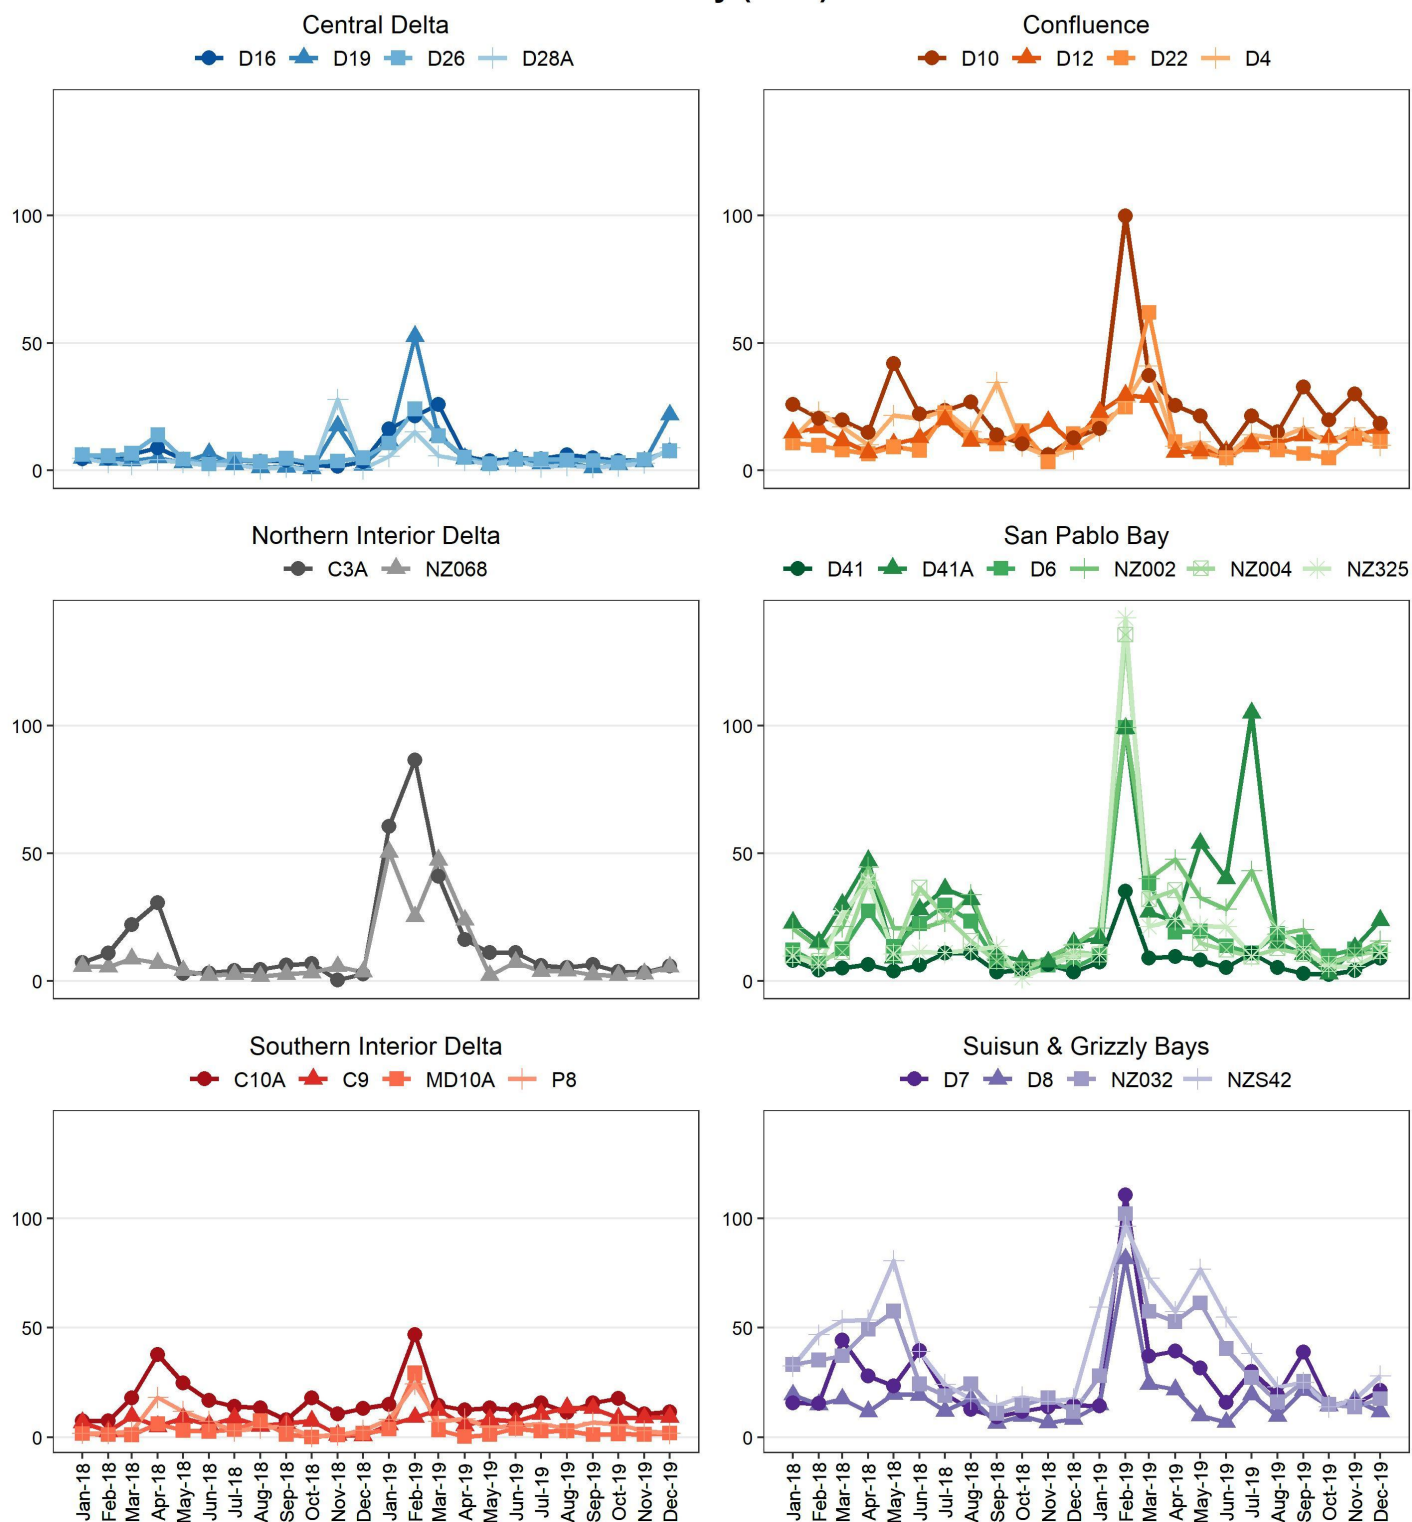 Central Delta
D16 D19 D26 D28A
Confluence
D10 D12 D22 D4
100
50
0
100
50
0
Northern Interior Delta
C3A NZ068
San Pablo Bay
D41 D41A D6 NZ002 NZ004 NZ325
100
50
0
100
50
0
Southern Interior Delta
C10A C9 MD10A P8
Suisun & Grizzly Bays
D7 D8 NZ032 NZS42
100
50
0
100
50
0
Jan-18
Feb-18
Mar-18
Apr-18
May-18
Jun-18
Jul-18
Aug-18
Sep-18
Oct-18
Nov-18
Dec-18
Jan-19
Feb-19
Mar-19
Apr-19
May-19
Jun-19
Jul-19
Aug-19
Sep-19
Oct-19
Nov-19
Dec-19
Jan-18
Feb-18
Mar-18
Apr-18
May-18
Jun-18
Jul-18
Aug-18
Sep-18
Oct-18
Nov-18
Dec-18
Jan-19
Feb-19
Mar-19
Apr-19
May-19
Jun-19
Jul-19
Aug-19
Sep-19
Oct-19
Nov-19
Dec-19